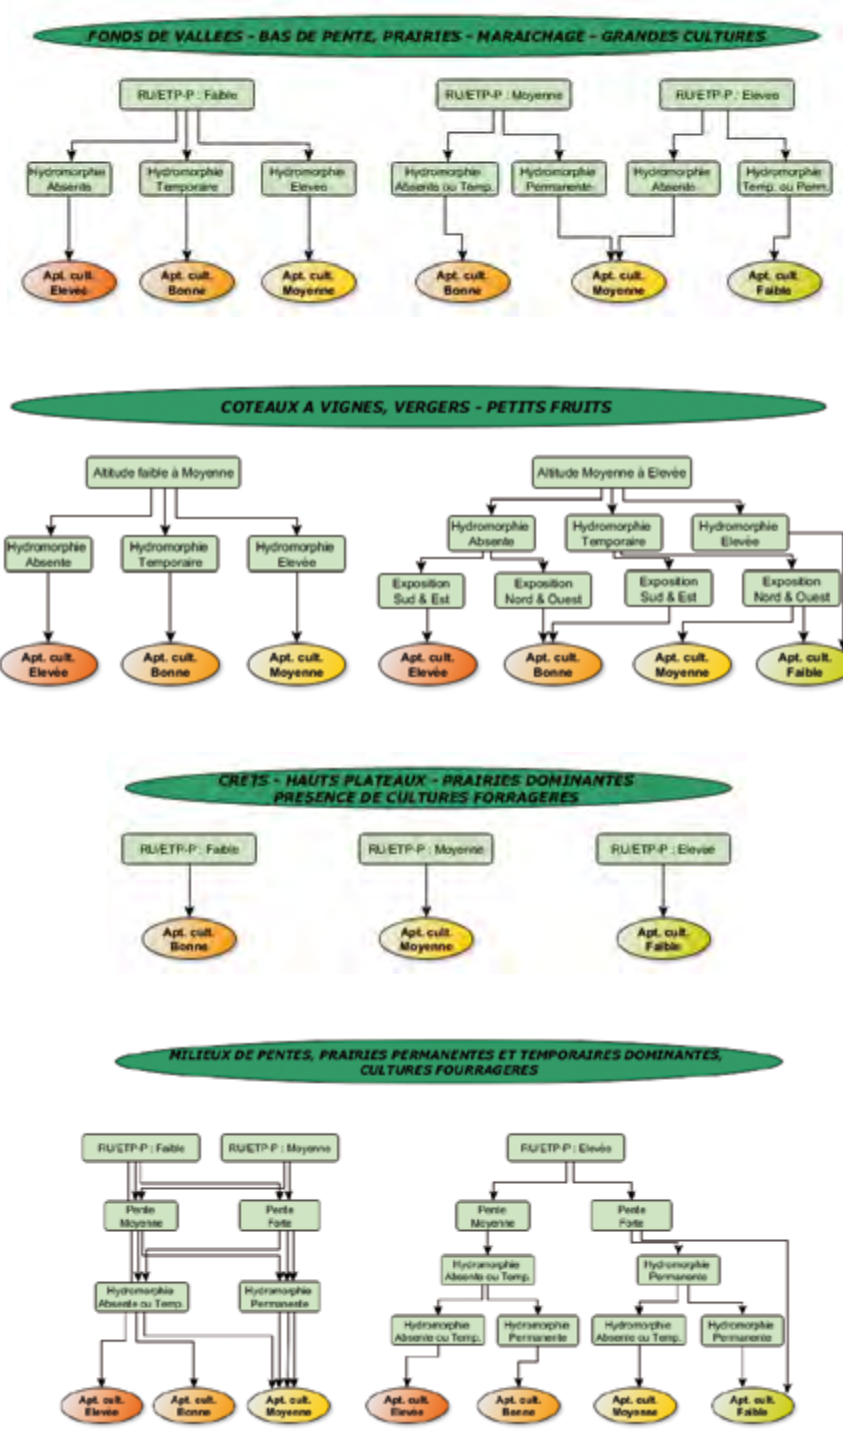 FONDS DE VALLEES - BAS DE PENTE, PRAIRIES - MARAICHAGE - GRANDES CULTURES
RU/ETP-P : Faible
RU/ETP-P : Moyenne
RU/ETP-P : Elevee
Hydromorphie
Absente
Hydromorphie
Temporaire
Hydromorphie
Elevee
Hydromorphie
Absente ou Temp.
Hydromorphie
Permanente
Hydromorphie
Absente
Hydromorphie
Temp. ou Perm.
Apt. cult.
Elevee
Apt. cult.
Bonne
Apt. cult.
Moyenne
Apt. cult.
Bonne
Apt. cult.
Moyenne
Apt. cult.
Faible
COTEAUX A VIGNES, VERGERS - PETITS FRUITS
Altitude faible à Moyenne
Altitude Moyenne à Elevée
Hydromorphie
Absente
Hydromorphie
Temporaire
Hydromorphie
Elevée
Hydromorphie
Absente
Hydromorphie
Temporaire
Hydromorphie
Elevée
Exposition
Sud & Est
Exposition
Nord & Ouest
Exposition
Sud & Est
Exposition
Nord & Ouest
Apt. cult.
Elevée
Apt. cult.
Bonne
Apt. cult.
Moyenne
Apt. cult.
Elevée
Apt. cult.
Bonne
Apt. cult.
Moyenne
Apt. cult.
Faible
CRETS - HAUTS PLATEAUX - PRAIRIES DOMINANTES
PRESENCE DE CULTURES FORRAGERES
RU/ETP-P : Faible
RU/ETP-P : Moyenne
RU/ETP-P : Elevée
Apt. cult.
Bonne
Apt. cult.
Moyenne
Apt. cult.
Faible
MILIEUX DE PENTES, PRAIRIES PERMANENTES ET TEMPORAIRES DOMINANTES,
CULTURES FOURRAGERES
RU/ETP-P : Faible
RU/ETP-P : Moyenne
RU/ETP-P : Elevée
Pente
Moyenne
Pente
Forte
Pente
Moyenne
Pente
Forte
Hydromorphie
Absente ou Temp.
Hydromorphie
Permanente
Hydromorphie
Absente ou Temp.
Hydromorphie
Permanente
Hydromorphie
Absente ou Temp.
Hydromorphie
Permanente
Hydromorphie
Absente ou Temp.
Hydromorphie
Permanente
Apt. cult.
Elevée
Apt. cult.
Bonne
Apt. cult.
Moyenne
Apt. cult.
Elevée
Apt. cult.
Bonne
Apt. cult.
Moyenne
Apt. cult.
Faible